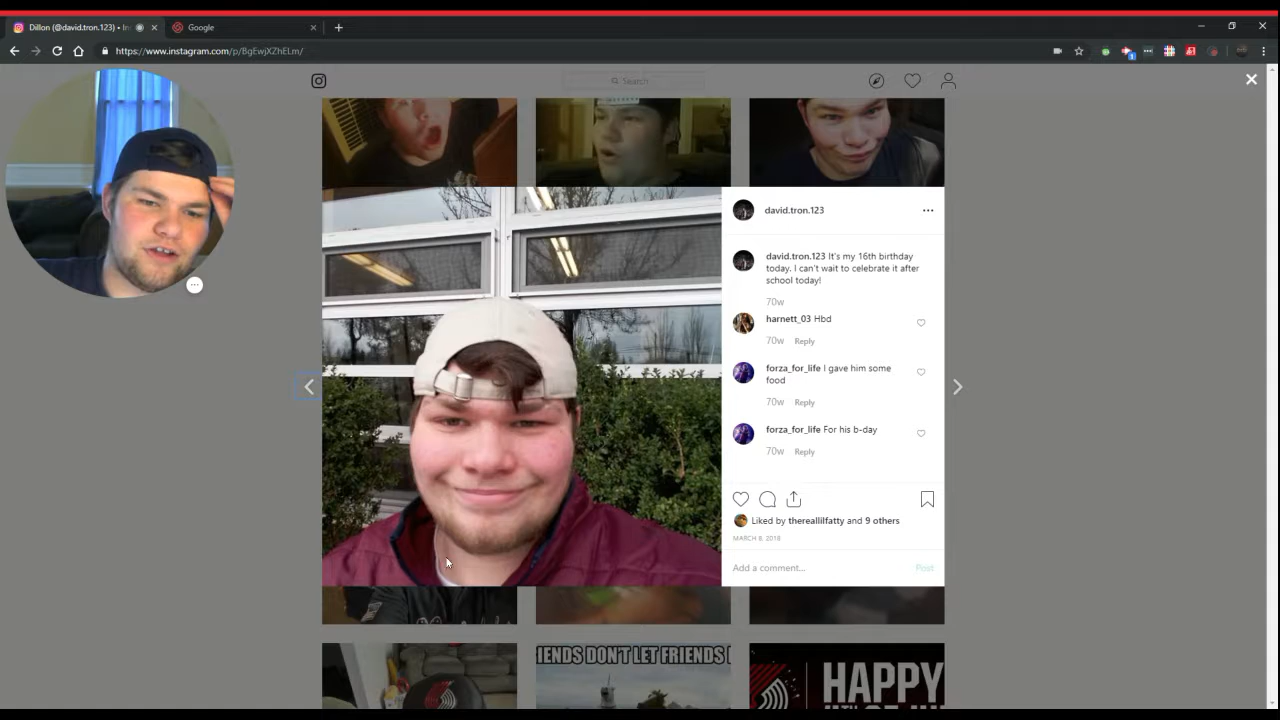 Dillon (@david.tron.123) • In
Google
https://www.instagram.com/p/BgEwjXZhELm/
Search
david.tron.123
david.tron.123 It's my 16th birthday
today. I can't wait to celebrate it after
school today!
70w
harnett_03 Hbd
70w Reply
forza_for_life I gave him some
food
70w Reply
forza_for_life For his b-day
70w Reply
Liked by thereallilfatty and 9 others
MARCH 8, 2018
Add a comment...
Post
IENDS DON'T LET FRIENDS
HAPPY